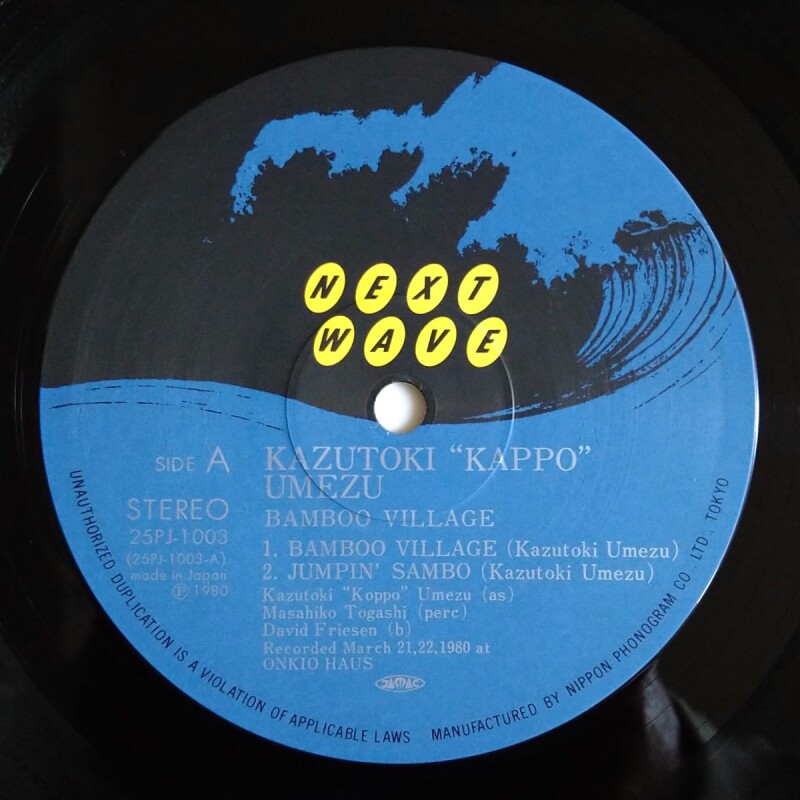 NEXT
WAVE
SIDE A
STEREO
25PJ-1003
(25PJ-1003-A)
made in Japan
Ⓟ 1980
KAZUTOKI “KAPPO”
UMEZU
BAMBOO VILLAGE
1. BAMBOO VILLAGE (Kazutoki Umezu)
2. JUMPIN' SAMBO (Kazutoki Umezu)
Kazutoki “Koppo” Umezu (as)
Masahiko Togashi (perc)
David Friesen (b)
Recorded March 21,22,1980 at
ONKIO HAUS
JASRAC
UNAUTHORIZED DUPLICATION IS A VIOLATION OF APPLICABLE LAWS MANUFACTURED BY NIPPON PHONOGRAM CO., LTD., TOKYO